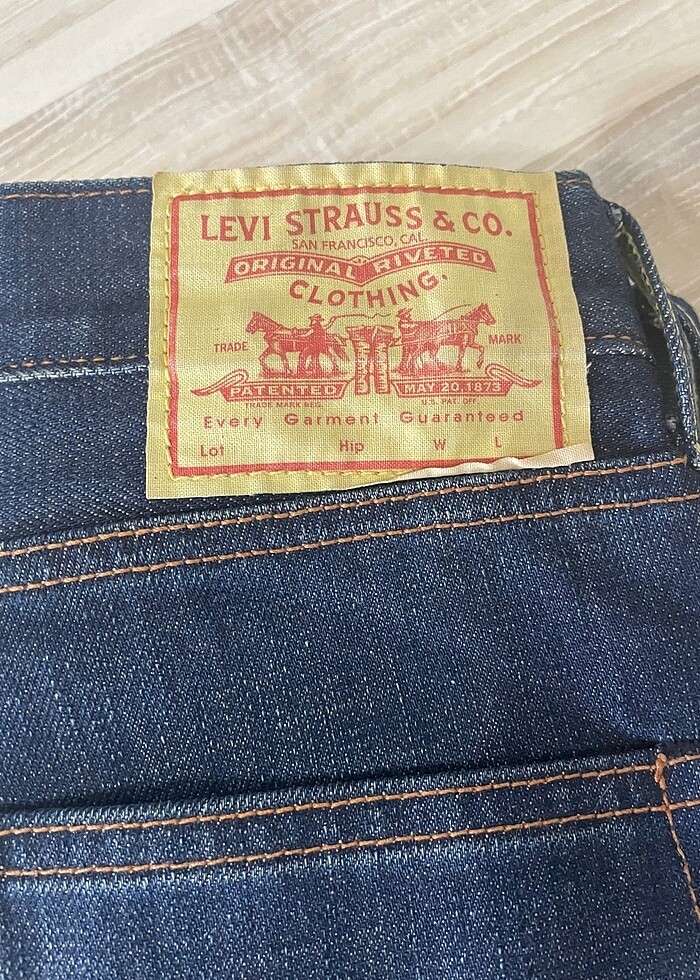 LEVI STRAUSS & CO.
SAN FRANCISCO, CAL.
ORIGINAL RIVETED
CLOTHING.
TRADE MARK
PATENTED MAY 20 1873
TRADE MARK REG. U.S. PAT. OFF.
Every Garment Guaranteed
Lot Hip W L